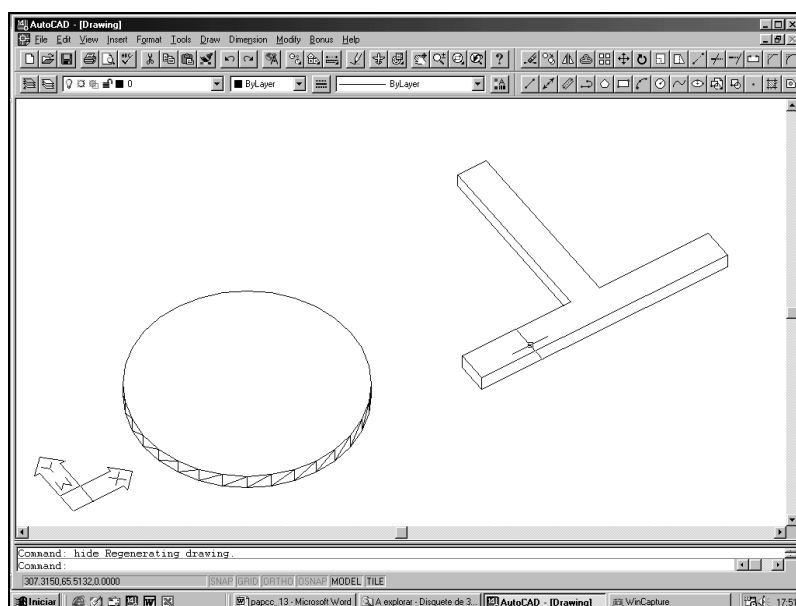 AutoCAD - [Drawing]
File Edit View Insert Format Tools Draw Dimension Modify Bonus Help
0 ByLayer ByLayer
Y X W
Command: hide Regenerating drawing.
Command:
307.3150,65.5132,0.0000 SNAP GRID ORTHO OSNAP MODEL TILE
Iniciar papcc_13 - Microsoft Word A explorar - Disquete de 3... AutoCAD - [Drawing] WinCapture 17:51